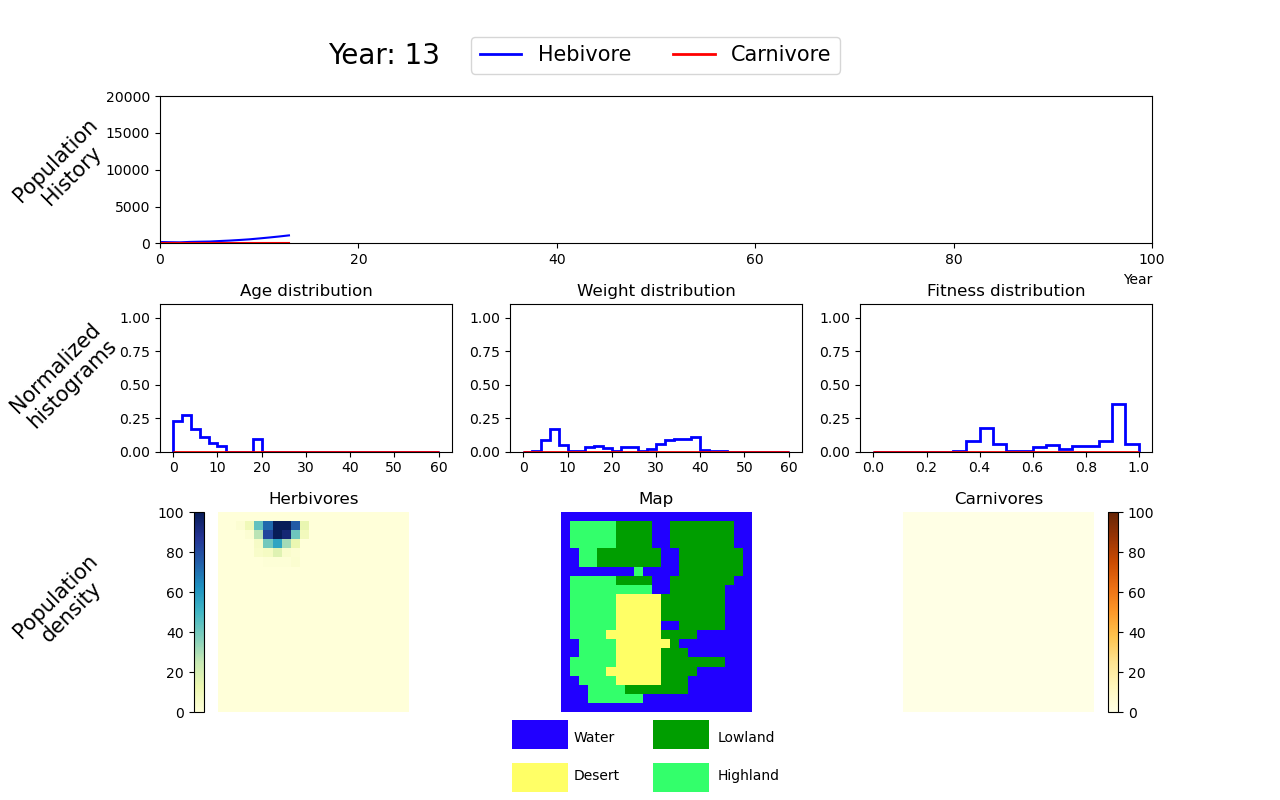 Year: 13
Hebivore
Carnivore
Population
History
20000
15000
10000
5000
0
0 20 40 60 80 100
Year
Normalized
histograms
Age distribution
1.00
0.75
0.50
0.25
0.00
0 10 20 30 40 50 60
Weight distribution
1.00
0.75
0.50
0.25
0.00
0 10 20 30 40 50 60
Fitness distribution
1.00
0.75
0.50
0.25
0.00
0.0 0.2 0.4 0.6 0.8 1.0
Population
density
Herbivores
100
80
60
40
20
0
Map
Carnivores
100
80
60
40
20
0
Water
Lowland
Desert
Highland